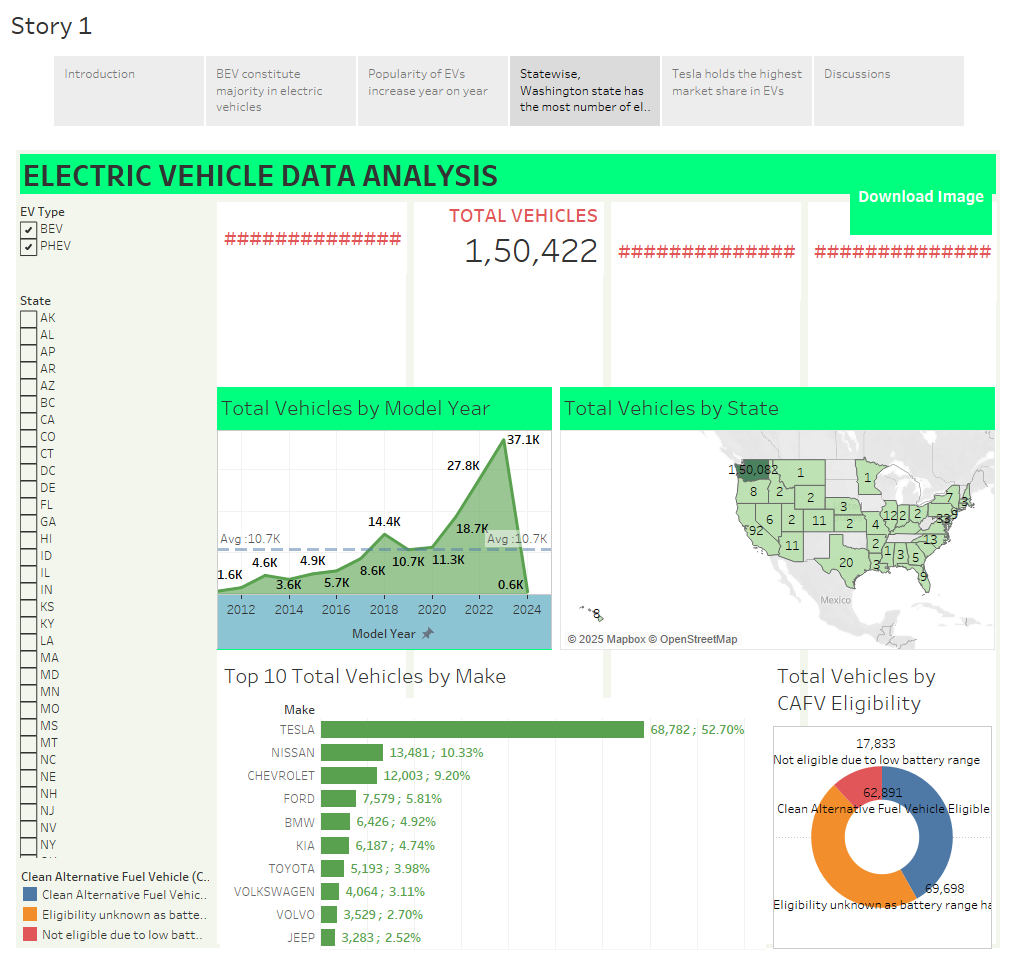 Story 1
Introduction
BEV constitute
majority in electric
vehicles
Popularity of EVs
increase year on year
Statewise,
Washington state has
the most number of el..
Tesla holds the highest
market share in EVs
Discussions
ELECTRIC VEHICLE DATA ANALYSIS
Download Image
EV Type
BEV
PHEV
State
AK
AL
AP
AR
AZ
BC
CA
CO
CT
DC
DE
FL
GA
HI
ID
IL
IN
KS
KY
LA
MA
MD
MN
MO
MS
MT
NC
NE
NH
NJ
NV
NY
Clean Alternative Fuel Vehicle (C..
Clean Alternative Fuel Vehic..
Eligibility unknown as batte..
Not eligible due to low batt..
##############
TOTAL VEHICLES
1,50,422
##############
##############
Total Vehicles by Model Year
37.1K
27.8K
14.4K
18.7K
Avg :10.7K
Avg :10.7K
1.6K
4.6K
3.6K
4.9K
5.7K
8.6K
10.7K
11.3K
0.6K
2012
2014
2016
2018
2020
2022
2024
Model Year
Total Vehicles by State
1,50,082
1
1
8
2
2
3
7
3
92
6
2
11
2
4
12
2
2
33
9
11
20
2
3
1
3
5
13
9
8
Mexico
© 2025 Mapbox © OpenStreetMap
Top 10 Total Vehicles by Make
Make
TESLA 68,782 ; 52.70%
NISSAN 13,481 ; 10.33%
CHEVROLET 12,003 ; 9.20%
FORD 7,579 ; 5.81%
BMW 6,426 ; 4.92%
KIA 6,187 ; 4.74%
TOYOTA 5,193 ; 3.98%
VOLKSWAGEN 4,064 ; 3.11%
VOLVO 3,529 ; 2.70%
JEEP 3,283 ; 2.52%
Total Vehicles by
CAFV Eligibility
17,833
Not eligible due to low battery range
62,891
Clean Alternative Fuel Vehicle Eligible
69,698
Eligibility unknown as battery range ha